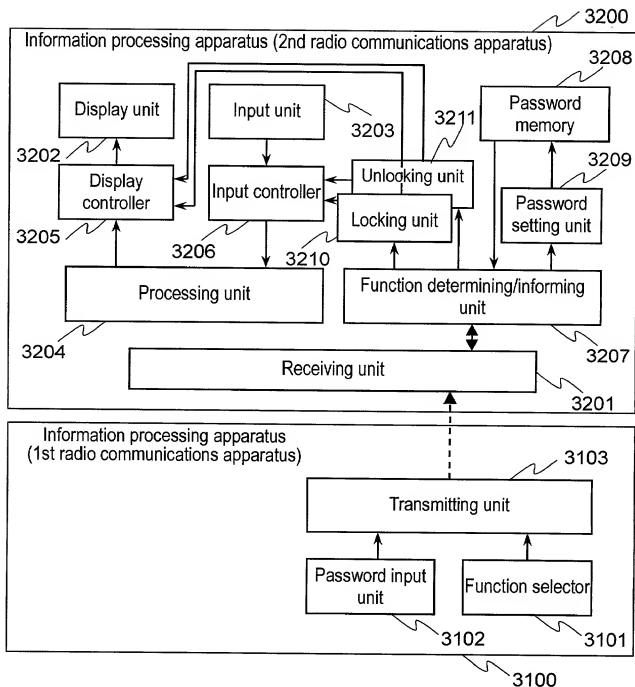 3200
Information processing apparatus (2nd radio communications apparatus)
3208
Display unit
Input unit
3203
3211
Password
memory
3202
3209
Display
controller
Input controller
Unlooking unit
Locking unit
Password
setting unit
3205
3206
3210
Processing unit
Function determining/informing
unit
3204
3207
Receiving unit
3201
Information processing apparatus
(1st radio communications apparatus)
3103
Transmitting unit
Password input
unit
Function selector
3102
3101
3100